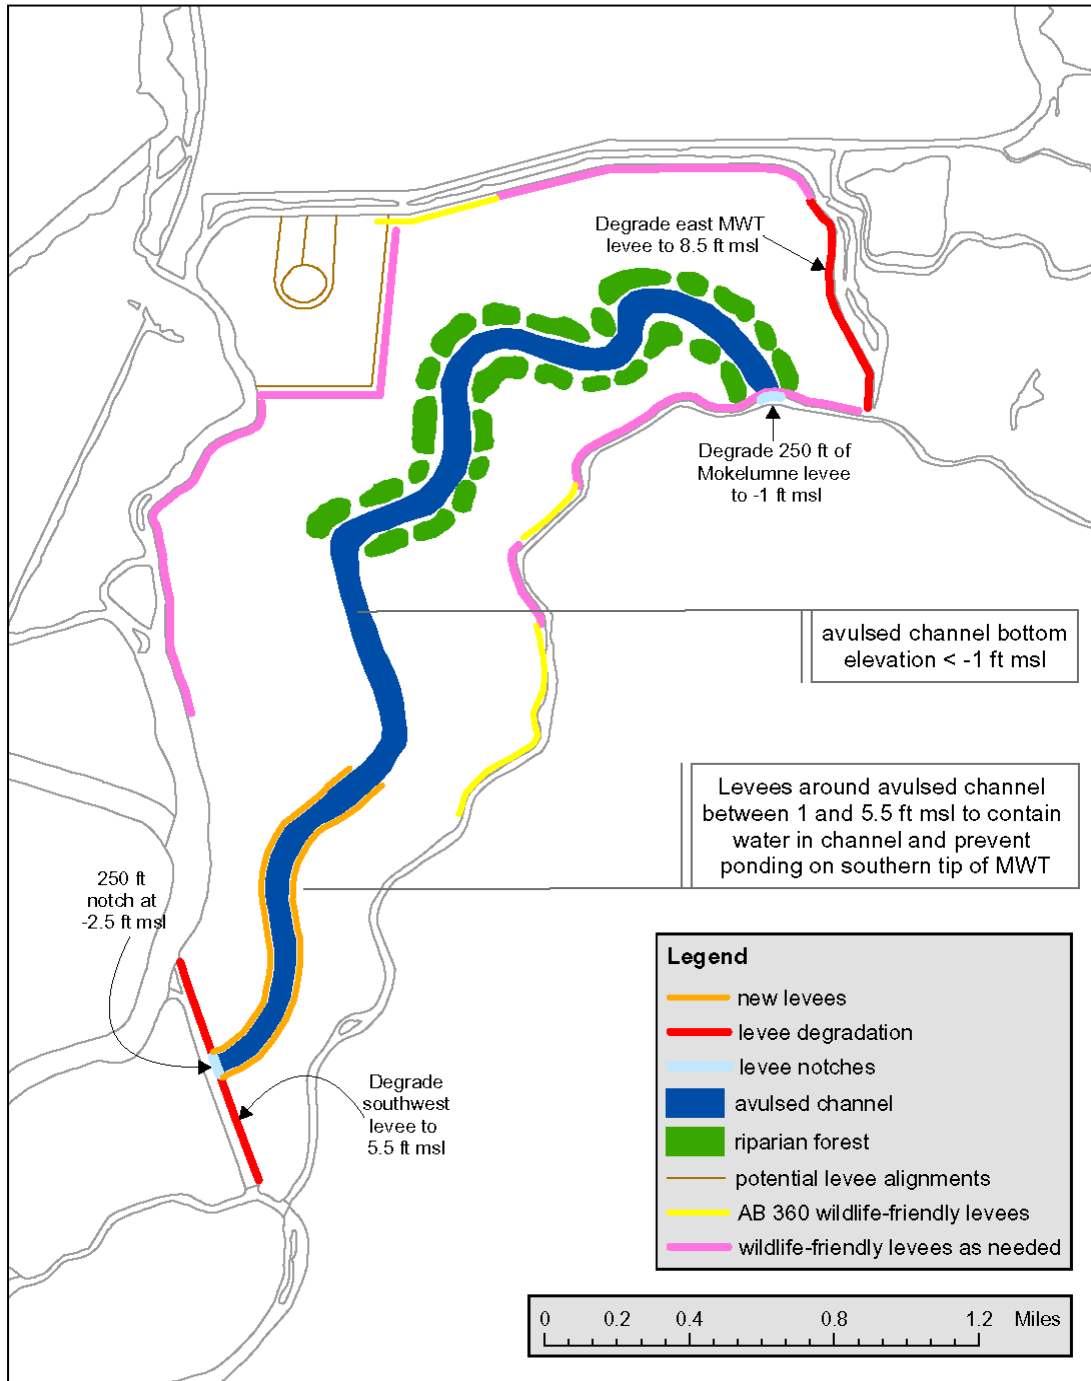 Degrade east MWT
levee to 8.5 ft msl
Degrade 250 ft of
Mokelumne levee
to -1 ft msl
avulsed channel bottom
elevation < -1 ft msl
Levees around avulsed channel
between 1 and 5.5 ft msl to contain
water in channel and prevent
ponding on southern tip of MWT
250 ft
notch at
-2.5 ft msl
Degrade
southwest
levee to
5.5 ft msl
Legend
new levees
levee degradation
levee notches
avulsed channel
riparian forest
potential levee alignments
AB 360 wildlife-friendly levees
wildlife-friendly levees as needed
0 0.2 0.4 0.8 1.2 Miles